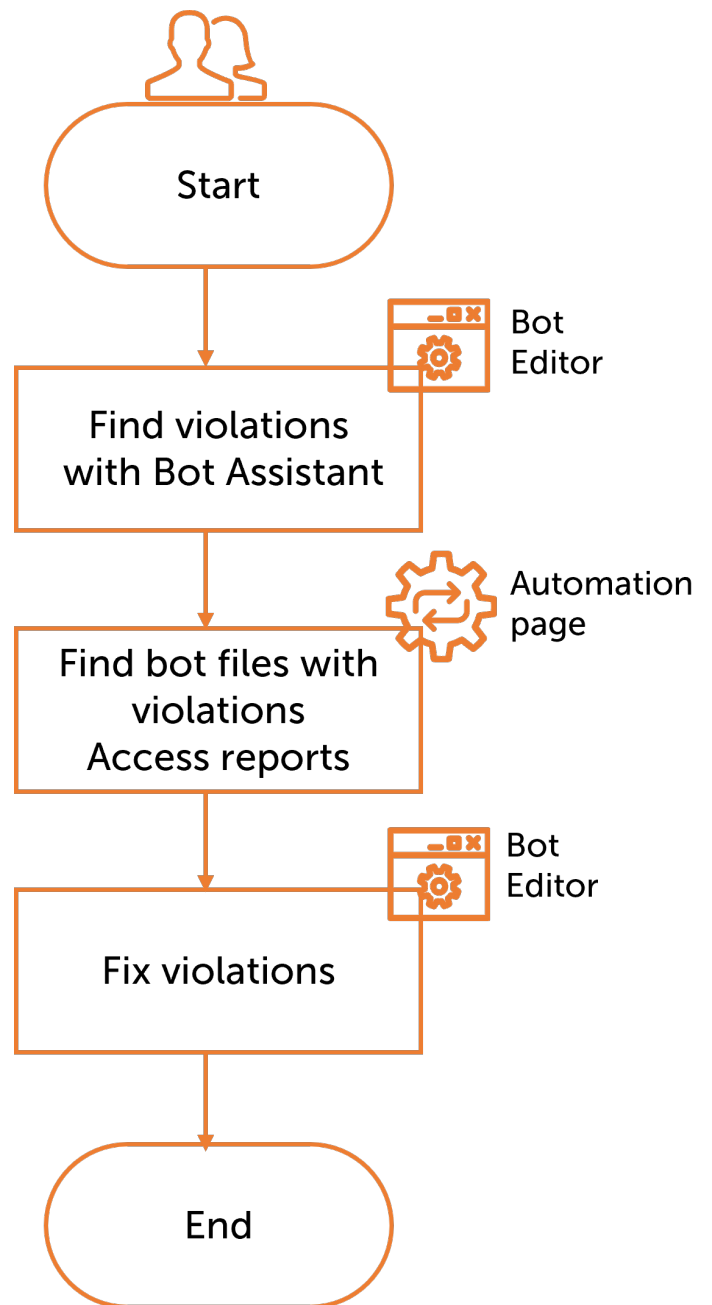 Start
Bot
Editor
Find violations
with Bot Assistant
Automation
page
Find bot files with
violations
Access reports
Bot
Editor
Fix violations
End